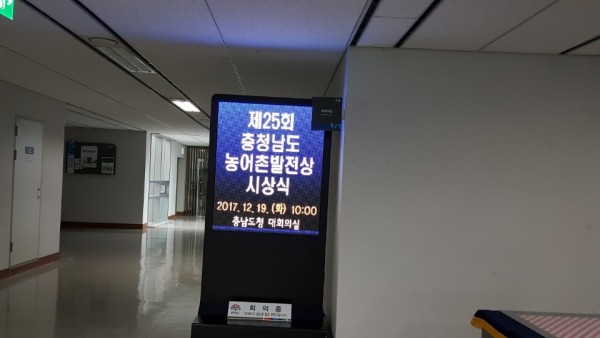 제25회
충청남도
농어촌발전상
시상식
2017. 12. 19. (화) 10:00
충남도청 대회의실
회 의 중